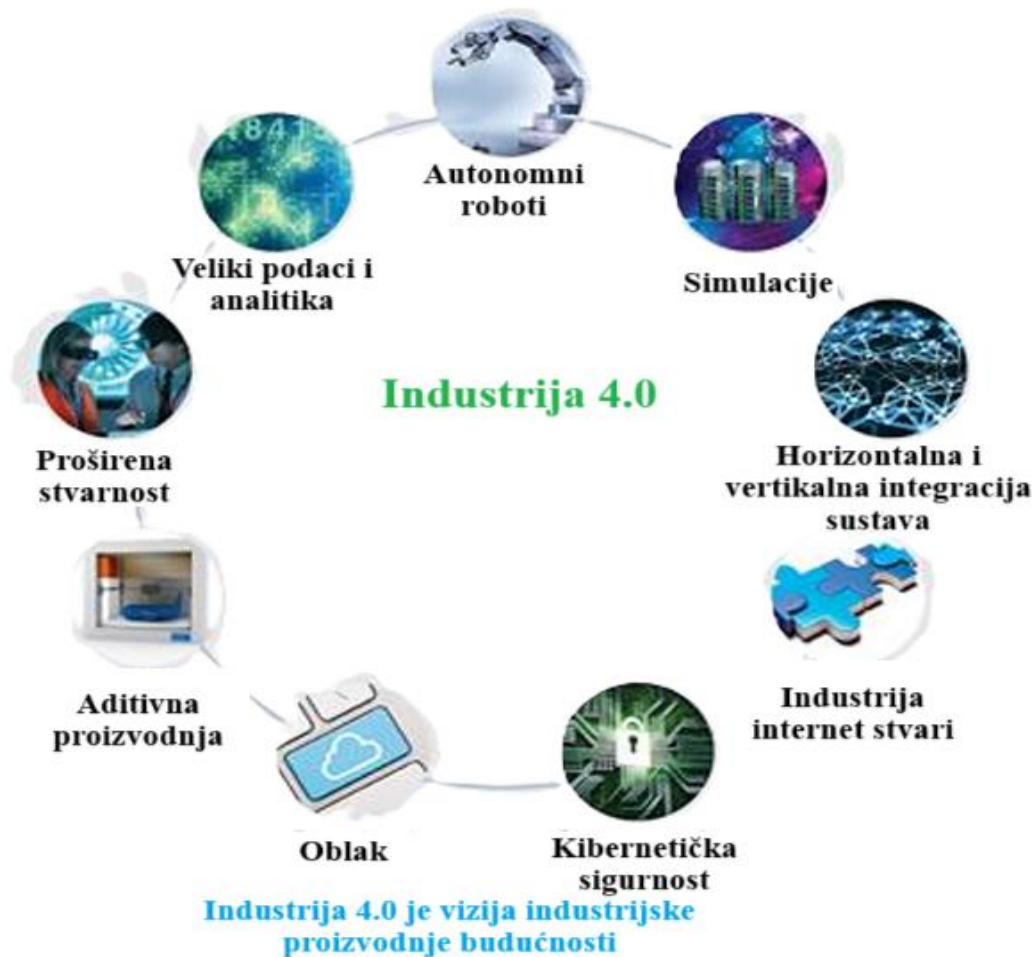 Autonomni
roboti
Veliki podaci i
analitika
Simulacije
Industrija 4.0
Proširena
stvarnost
Horizontalna i
vertikalna integracija
sustava
Aditivna
proizvodnja
Industrija
internet stvari
Oblak
Kibernetička
sigurnost
Industrija 4.0 je vizija industrijske
proizvodnje budućnosti